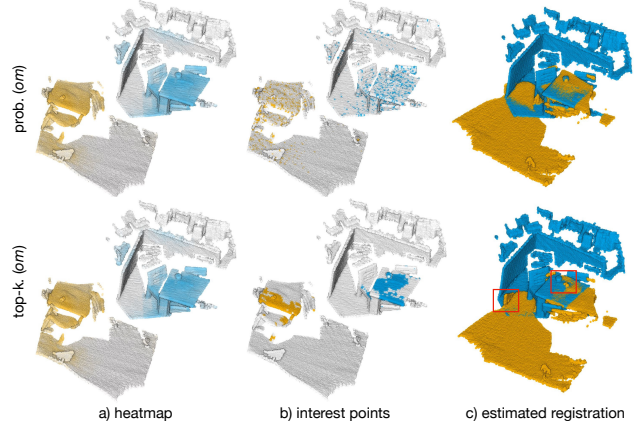 prob. (om)
top-k. (om)
a) heatmap
b) interest points
c) estimated registration